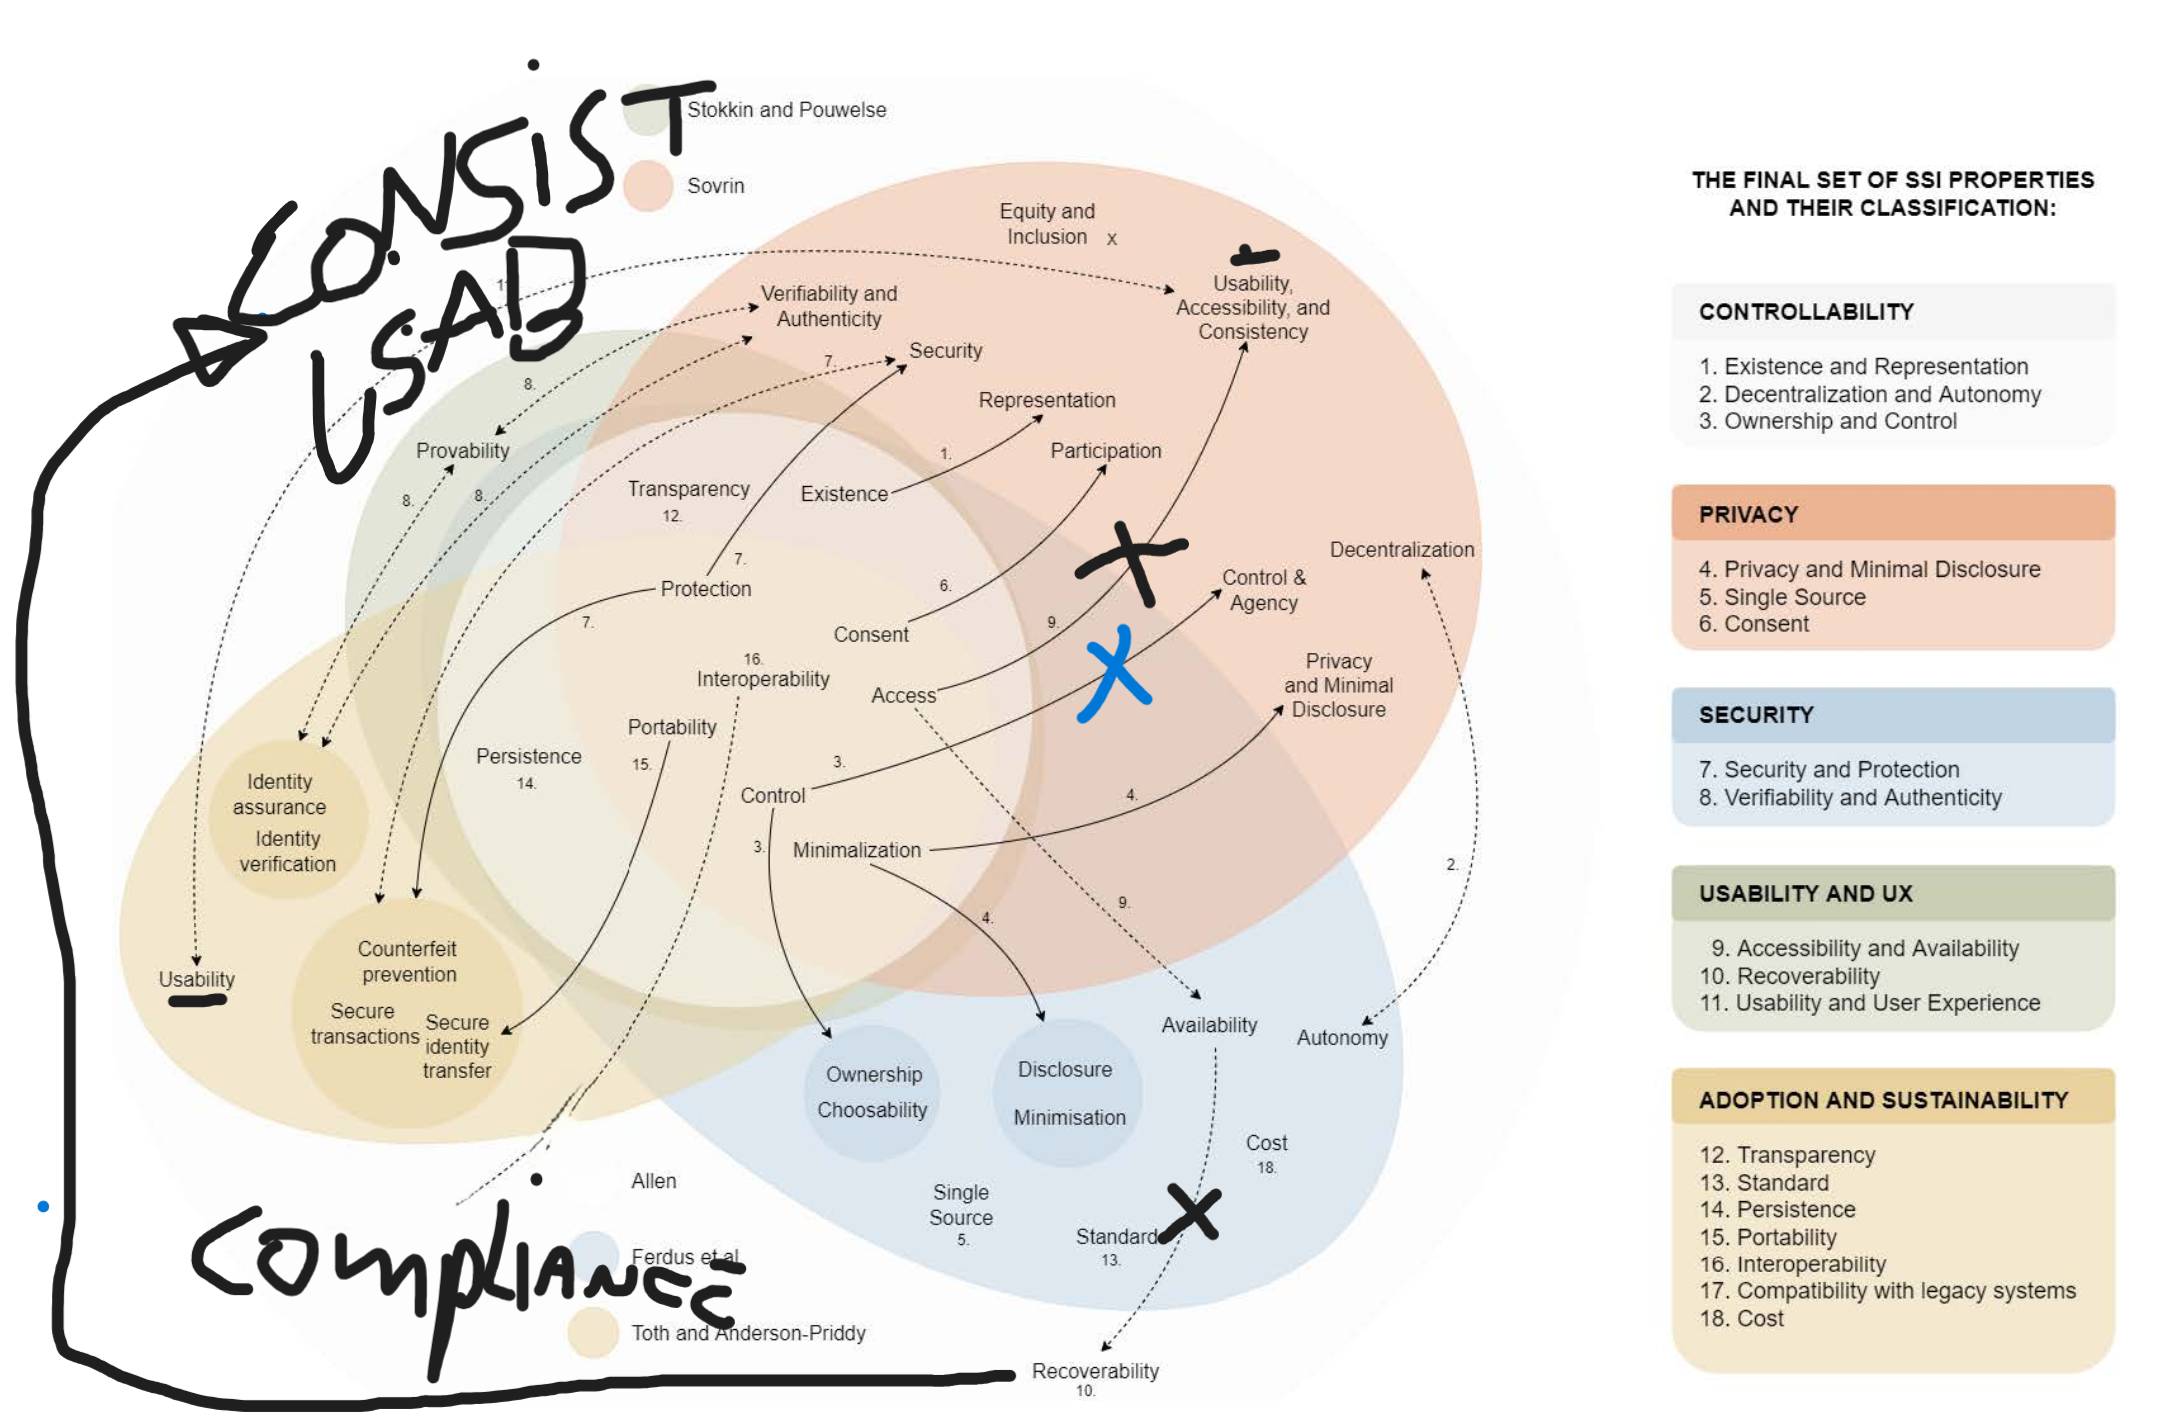 CONSIST
USAB
Stokkin and Pouwelse
Sovrin
Equity and
Inclusion x
Usability,
Accessibility, and
Consistency
Verifiability and
Authenticity
7.
Security
8.
Representation
Provability
1.
Participation
8.
8.
Transparency
12.
Existence
7.
Protection
Decentralization
6.
Control &
Agency
7.
Consent
9.
16.
Interoperability
Access
Privacy
and Minimal
Disclosure
Portability
15.
Persistence
14.
3.
Control
4.
Identity
assurance
Identity
verification
3.
Minimalization
2.
9.
4.
Usability
Counterfeit
prevention
Secure
transactions
Secure
identity
transfer
Availability
Autonomy
Ownership
Choosability
Disclosure
Minimisation
Cost
18.
Single
Source
5.
Standard
13.
Allen
COMPLIANCE
Ferdus et al
Toth and Anderson-Priddy
Recoverability
10.
THE FINAL SET OF SSI PROPERTIES
AND THEIR CLASSIFICATION:
CONTROLLABILITY
1. Existence and Representation
2. Decentralization and Autonomy
3. Ownership and Control
PRIVACY
4. Privacy and Minimal Disclosure
5. Single Source
6. Consent
SECURITY
7. Security and Protection
8. Verifiability and Authenticity
USABILITY AND UX
9. Accessibility and Availability
10. Recoverability
11. Usability and User Experience
ADOPTION AND SUSTAINABILITY
12. Transparency
13. Standard
14. Persistence
15. Portability
16. Interoperability
17. Compatibility with legacy systems
18. Cost